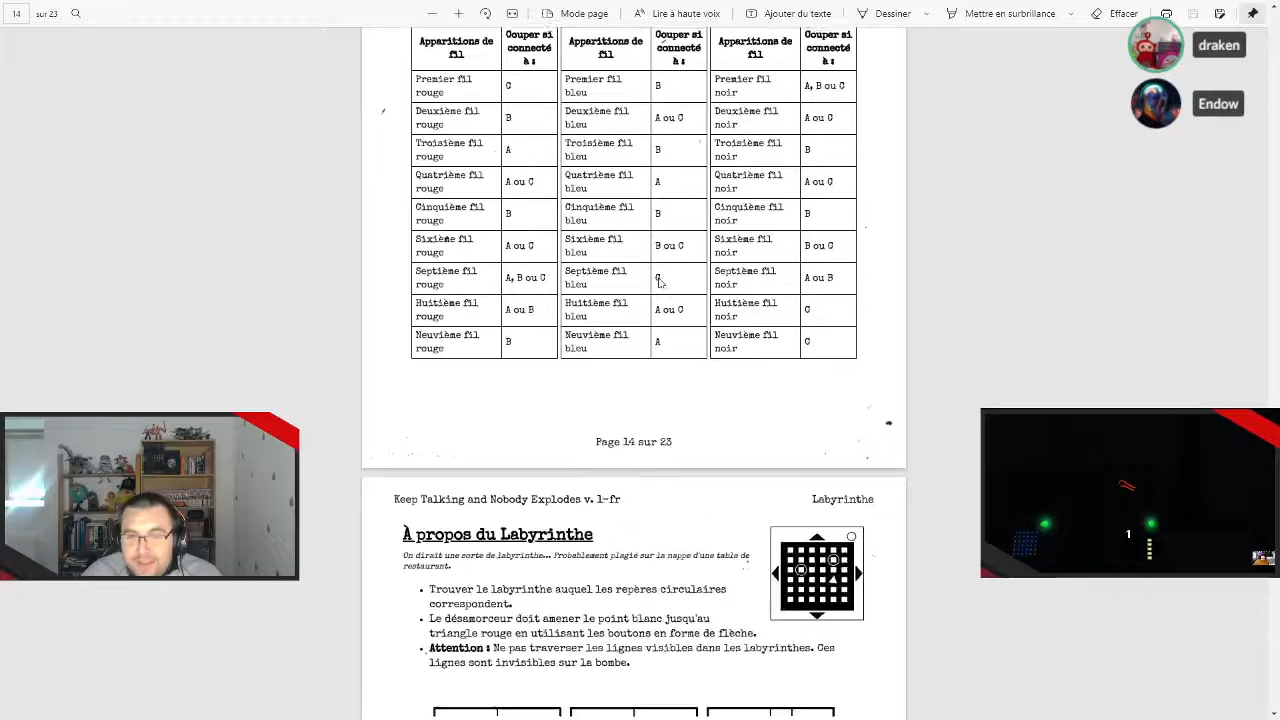 14 sur 23
Mode page
Lire à haute voix
Ajouter du texte
Dessiner
Mettre en surbrillance
Effacer
draken
Endow
Apparitions de fil | Couper si connecté à : | Apparitions de fil | Couper si connecté à : | Apparitions de fil | Couper si connecté à :
Premier fil rouge | C | Premier fil bleu | B | Premier fil noir | A, B ou C
Deuxième fil rouge | B | Deuxième fil bleu | A ou C | Deuxième fil noir | A ou C
Troisième fil rouge | A | Troisième fil bleu | B | Troisième fil noir | B
Quatrième fil rouge | A ou C | Quatrième fil bleu | A | Quatrième fil noir | A ou C
Cinquième fil rouge | B | Cinquième fil bleu | B | Cinquième fil noir | B
Sixième fil rouge | A ou C | Sixième fil bleu | B ou C | Sixième fil noir | B ou C
Septième fil rouge | A, B ou C | Septième fil bleu | C | Septième fil noir | A ou B
Huitième fil rouge | A ou B | Huitième fil bleu | A ou C | Huitième fil noir | C
Neuvième fil rouge | B | Neuvième fil bleu | A | Neuvième fil noir | C
Page 14 sur 23
Keep Talking and Nobody Explodes v. 1-fr
Labyrinthe
À propos du Labyrinthe
On dirait une sorte de labyrinthe... Probablement plagié sur la nappe d'une table de
restaurant.
• Trouver le labyrinthe auquel les repères circulaires
correspondent.
• Le désamorceur doit amener le point blanc jusqu'au
triangle rouge en utilisant les boutons en forme de flèche.
• Attention : Ne pas traverser les lignes visibles dans les labyrinthes. Ces
lignes sont invisibles sur la bombe.
1